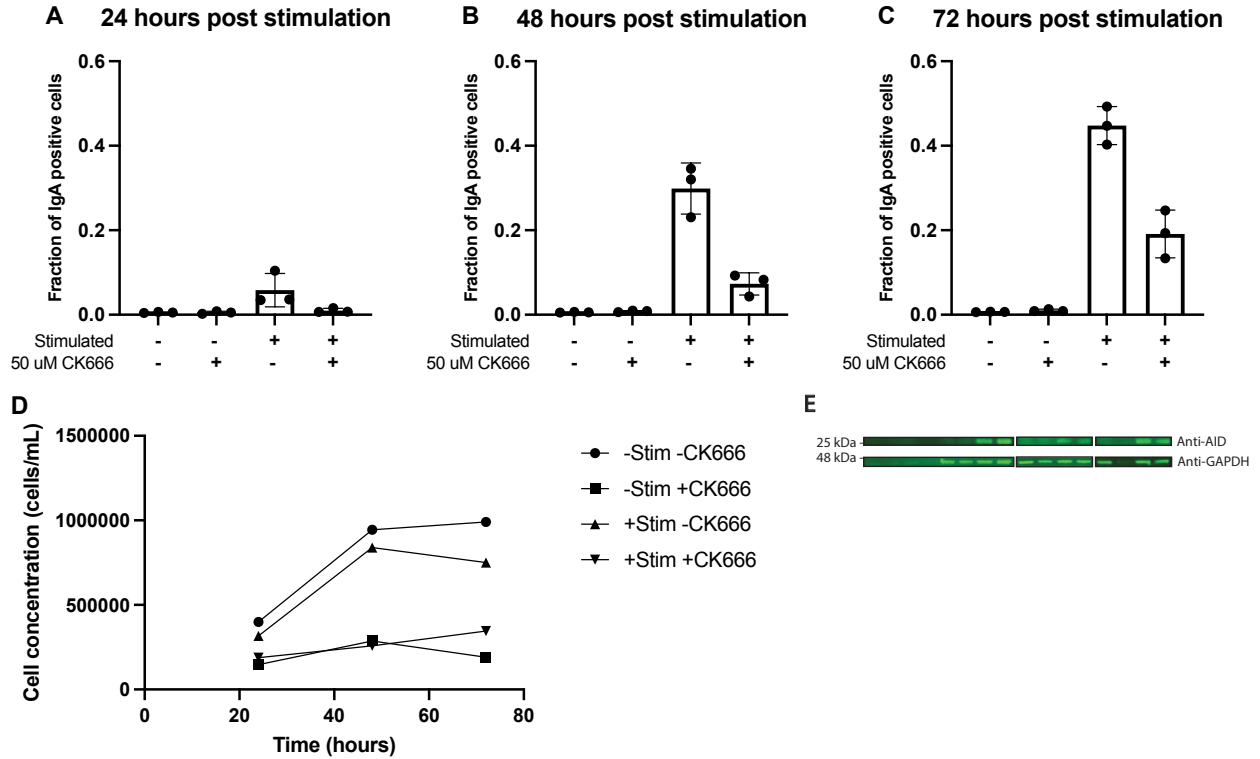 A
24 hours post stimulation
Fraction of IgA positive cells
0.6
0.4
0.2
0.0
Stimulated - - + +
50 uM CK666 - + - +
B
48 hours post stimulation
Fraction of IgA positive cells
0.6
0.4
0.2
0.0
Stimulated - - + +
50 uM CK666 - + - +
C
72 hours post stimulation
Fraction of IgA positive cells
0.6
0.4
0.2
0.0
Stimulated - - + +
50 uM CK666 - + - +
D
Cell concentration (cells/mL)
1500000
1000000
500000
0
0 20 40 60 80
Time (hours)
-Stim -CK666
-Stim +CK666
+Stim -CK666
+Stim +CK666
E
25 kDa - Anti-AID
48 kDa - Anti-GAPDH